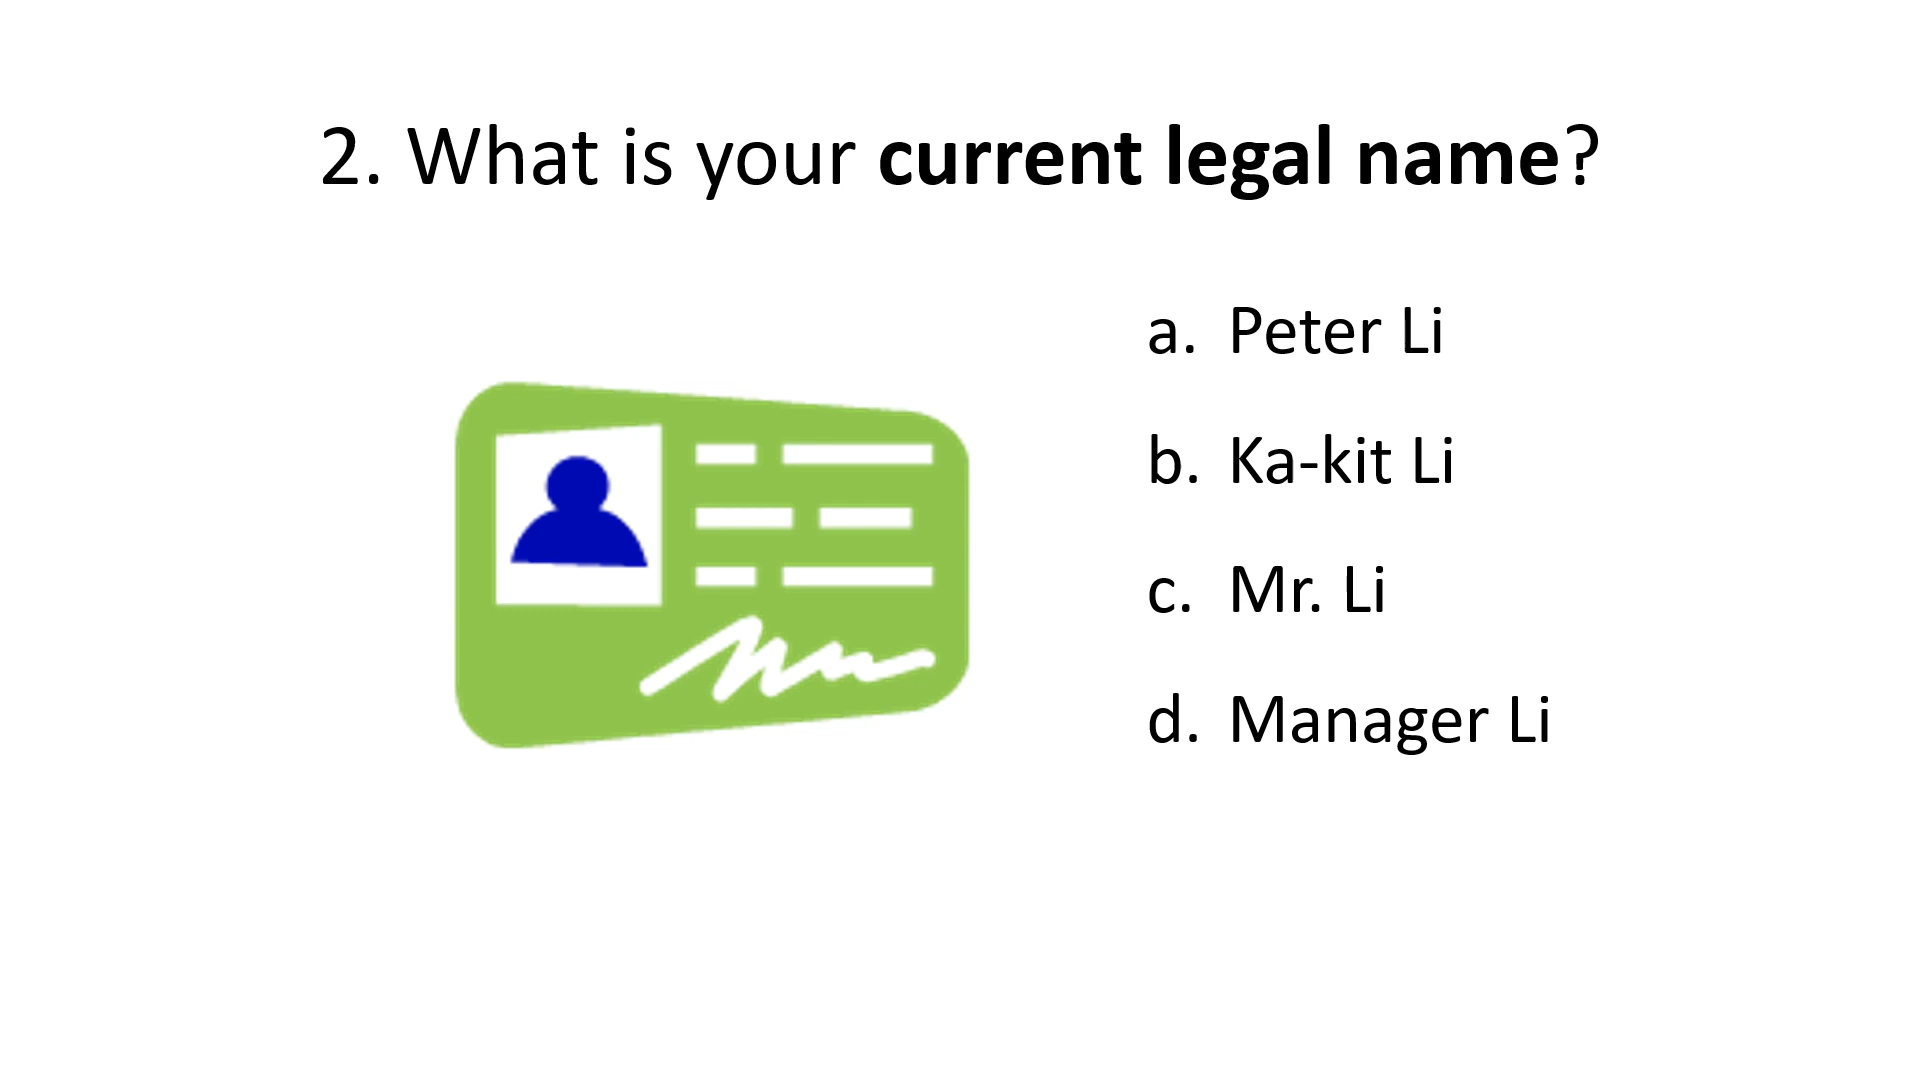 2. What is your current legal name?
a. Peter Li
b. Ka-kit Li
c. Mr. Li
d. Manager Li